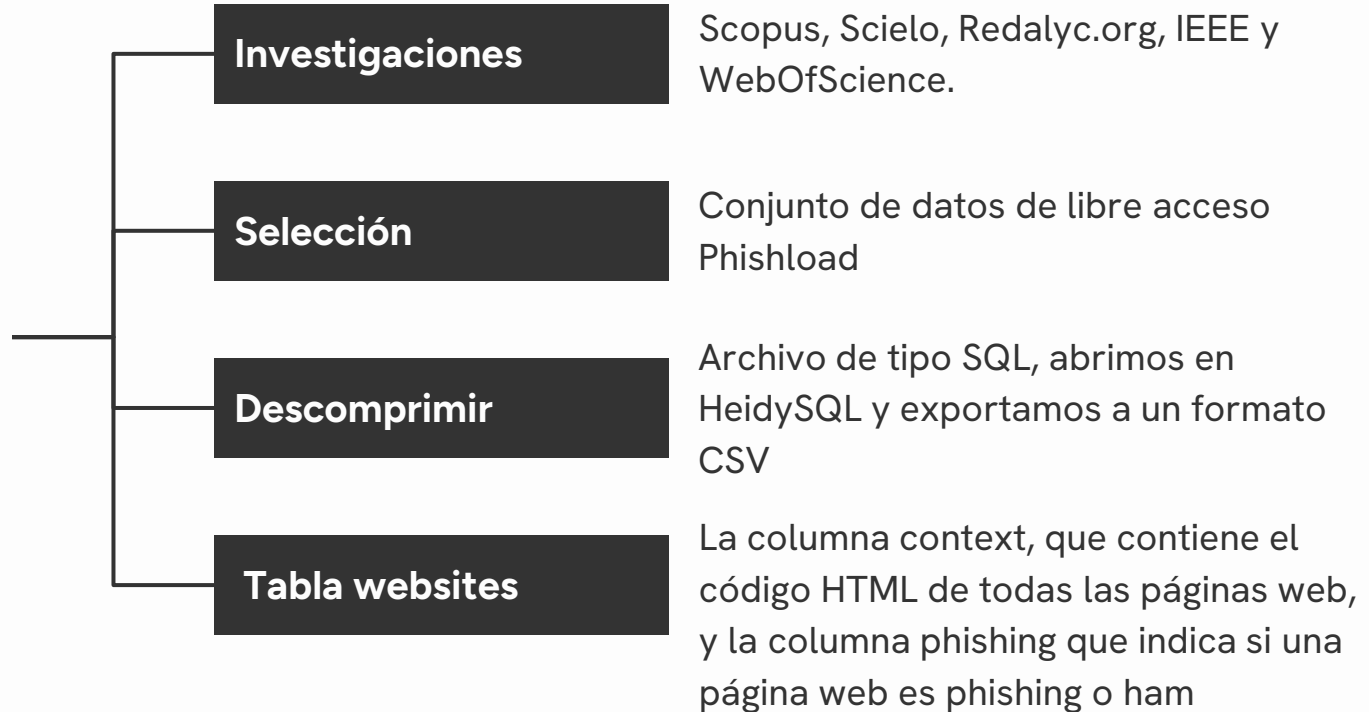 Investigaciones
Scopus, Scielo, Redalyc.org, IEEE y
WebOfScience.
Selección
Conjunto de datos de libre acceso
Phishload
Descomprimir
Archivo de tipo SQL, abrimos en
HeidySQL y exportamos a un formato
CSV
Tabla websites
La columna context, que contiene el
código HTML de todas las páginas web,
y la columna phishing que indica si una
página web es phishing o ham